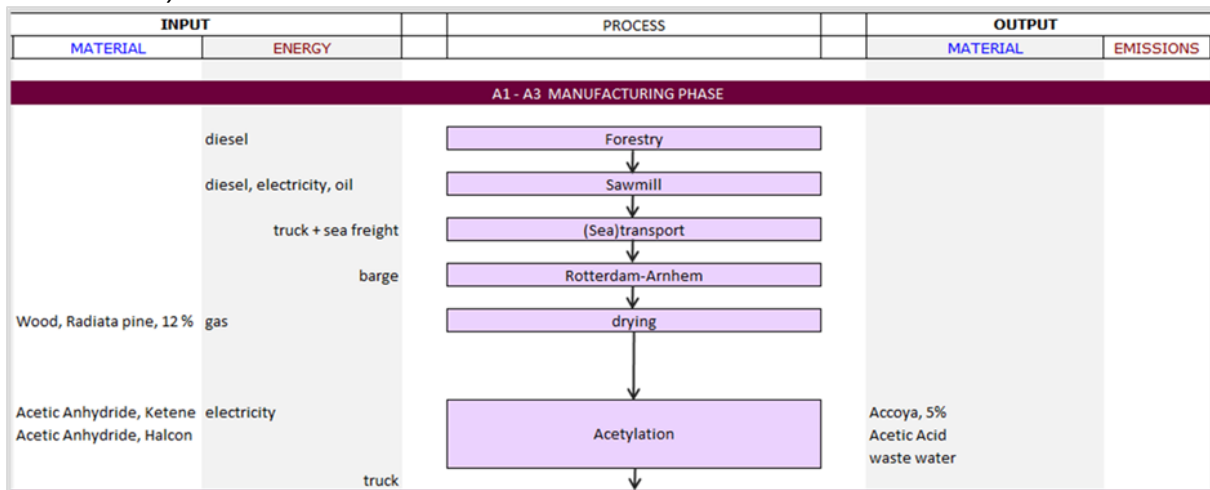 INPUT PROCESS OUTPUT
MATERIAL ENERGY MATERIAL EMISSIONS
A1 - A3 MANUFACTURING PHASE
diesel Forestry
diesel, electricity, oil Sawmill
truck + sea freight (Sea)transport
barge Rotterdam-Arnhem
Wood, Radiata pine, 12% gas drying
Acetic Anhydride, Ketene electricity Accoya, 5%
Acetic Anhydride, Halcon Acetylation Acetic Acid
waste water
truck